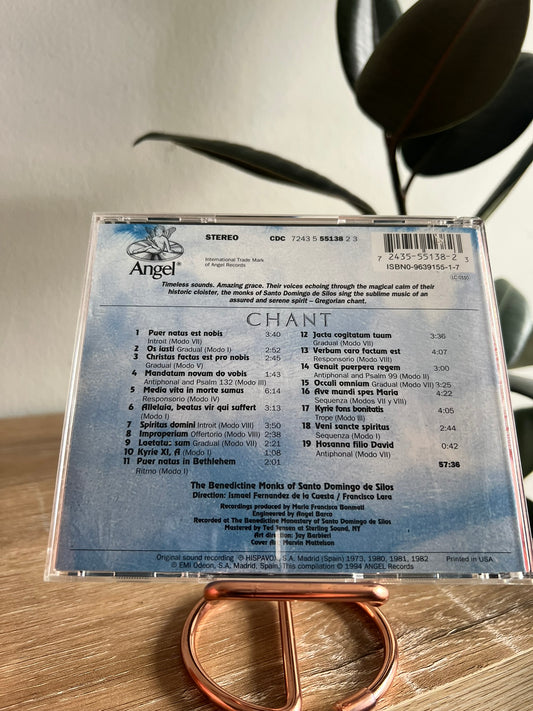 Angel®
STEREO
CDC 7243 5 55138 2 3
International Trade Mark
of Angel Records
7 2435-55138-2 3
ISBN0-9639155-1-7
LC 0110
Timeless sounds. Amazing grace. Their voices echoing through the magical calm of their
historic cloister, the monks of Santo Domingo de Silos sing the sublime music of an
assured and serene spirit – Gregorian chant.
CHANT
1 Puer natus est nobis 3:40
Introit (Modo VII)
2 Os iusti Gradual (Modo I) 2:52
3 Christus factus est pro nobis 2:45
Gradual (Modo V)
4 Mandatum novum do vobis 1:43
Antiphonal and Psalm 132 (Modo III)
5 Media vita in morte sumus 6:14
Responsorio (Modo IV)
6 Alleluia, beatus vir qui suffert 3:13
(Modo I)
7 Spiritus domini Introit (Modo VIII) 3:50
8 Improperium Offertorio (Modo VIII) 2:38
9 Loetatus sum Gradual (Modo VII) 2:21
10 Kyrie XI, A (Modo I) 1:06
11 Puer natus in Bethlehem 2:01
Ritmo (Modo I)
12 Jacta cogitatum tuum 3:36
Gradual (Modo VII)
13 Verbum caro factum est 4:07
Responsorio (Modo VIII)
14 Genuit puerpera regem 3:00
Antiphonal and Psalm 99 (Modo II)
15 Occuli omnium Gradual (Modo VII) 3:25
16 Ave mundi spes Maria 4:22
Sequenza (Modos VII y VIII)
17 Kyrie fons bonitatis 4:05
Trope (Modo III)
18 Veni sancte spiritus 2:44
Sequenza (Modo I)
19 Hosanna filio David 0:42
Antiphonal (Modo VII)
57:36
The Benedictine Monks of Santo Domingo de Silos
Direction: Ismael Fernandez de la Cuesta / Francisco Lara
Recordings produced by Maria Francisca Bonmati
Engineered by Angel Barco
Recorded at The Benedictine Monastary of Santo Domingo de Silos
Mastered by Ted Jensen at Sterling Sound, NY
Art direction: Jay Barbieri
Cover Art: Marvin Mattelson
Original sound recording ℗ HISPAVOX, S.A. Madrid (Spain) 1973, 1980, 1981, 1982
© EMI Odeon, S.A, Madrid, Spain. This compilation © 1994 ANGEL Records
Printed in USA